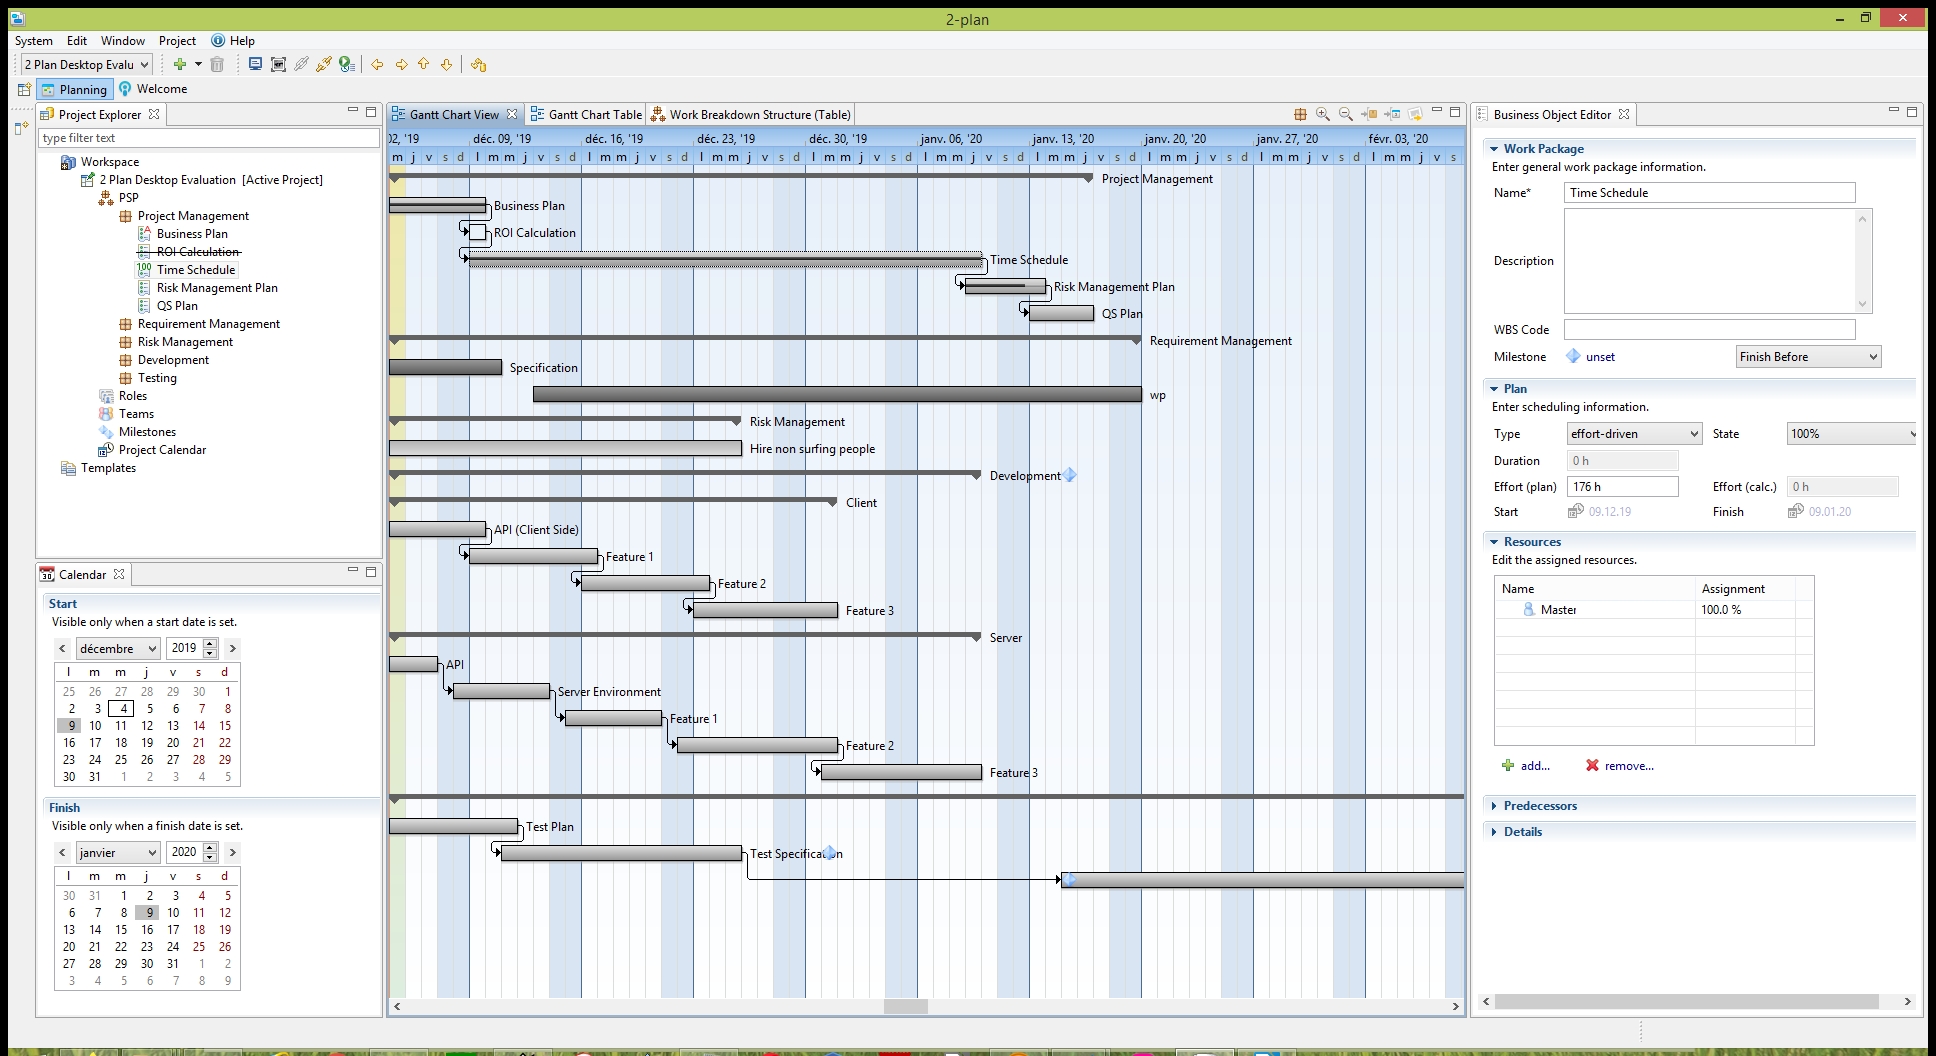 2-plan
System Edit Window Project Help
2 Plan Desktop Evalu
Planning Welcome
Project Explorer
type filter text
Workspace
2 Plan Desktop Evaluation [Active Project]
PSP
Project Management
Business Plan
ROI Calculation
Time Schedule
Risk Management Plan
QS Plan
Requirement Management
Risk Management
Development
Testing
Roles
Teams
Milestones
Project Calendar
Templates
Calendar
Start
Visible only when a start date is set.
< décembre 2019 >
l m m j v s d
25 26 27 28 29 30 1
2 3 4 5 6 7 8
9 10 11 12 13 14 15
16 17 18 19 20 21 22
23 24 25 26 27 28 29
30 31 1 2 3 4 5
Finish
Visible only when a finish date is set.
< janvier 2020 >
l m m j v s d
30 31 1 2 3 4 5
6 7 8 9 10 11 12
13 14 15 16 17 18 19
20 21 22 23 24 25 26
27 28 29 30 31 1 2
3 4 5 6 7 8 9
Gantt Chart View Gantt Chart Table Work Breakdown Structure (Table)
02, '19 déc. 09, '19 déc. 16, '19 déc. 23, '19 déc. 30, '19 janv. 06, '20 janv. 13, '20 janv. 20, '20 janv. 27, '20 févr. 03, '20
m j v s d l m m j v s d l m m j v s d l m m j v s d l m m j v s d l m m j v s d l m m j v s d l m m j v s d l m m j v s d l m m j v s
Project Management
Business Plan
ROI Calculation
Time Schedule
Risk Management Plan
QS Plan
Requirement Management
Specification
wp
Risk Management
Hire non surfing people
Development
Client
API (Client Side)
Feature 1
Feature 2
Feature 3
Server
API
Server Environment
Feature 1
Feature 2
Feature 3
Test Plan
Test Specification
Business Object Editor
Work Package
Enter general work package information.
Name* Time Schedule
Description
WBS Code
Milestone unset Finish Before
Plan
Enter scheduling information.
Type effort-driven State 100%
Duration 0 h
Effort (plan) 176 h Effort (calc.) 0 h
Start 09.12.19 Finish 09.01.20
Resources
Edit the assigned resources.
Name Assignment
Master 100.0 %
add... remove...
Predecessors
Details